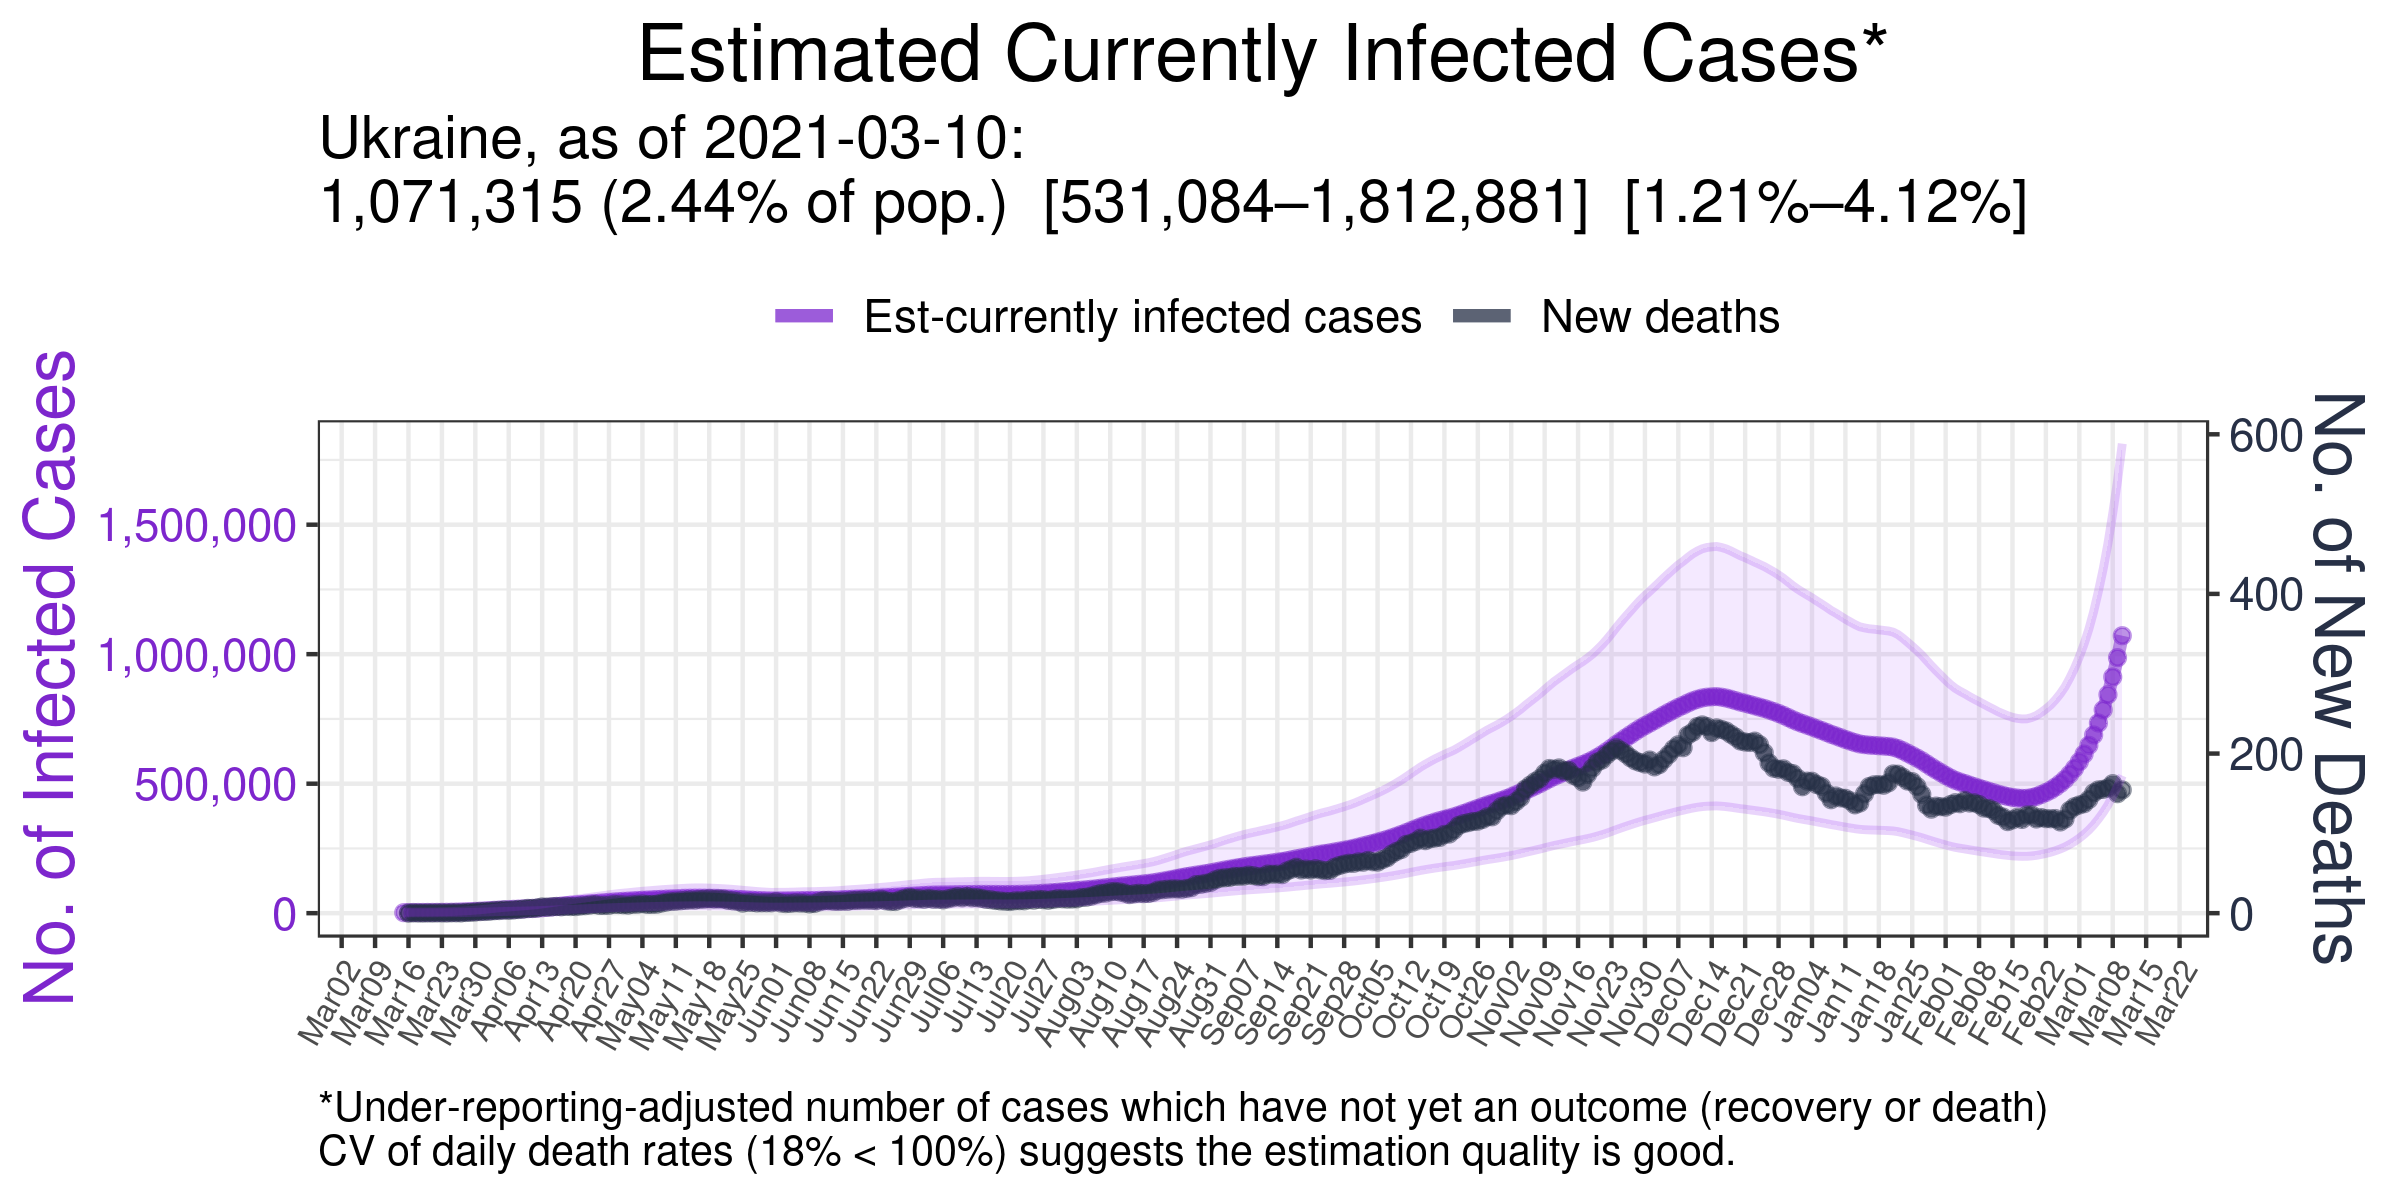 Estimated Currently Infected Cases*
Ukraine, as of 2021-03-10:
1,071,315 (2.44% of pop.) [531,084–1,812,881] [1.21%–4.12%]
Est-currently infected cases
New deaths
No. of Infected Cases
1,500,000
1,000,000
500,000
0
No. of New Deaths
600
400
200
0
Mar02
Mar09
Mar16
Mar23
Mar30
Apr06
Apr13
Apr20
Apr27
May04
May11
May18
May25
Jun01
Jun08
Jun15
Jun22
Jun29
Jul06
Jul13
Jul20
Jul27
Aug03
Aug10
Aug17
Aug24
Aug31
Sep07
Sep14
Sep21
Sep28
Oct05
Oct12
Oct19
Oct26
Nov02
Nov09
Nov16
Nov23
Nov30
Dec07
Dec14
Dec21
Dec28
Jan04
Jan11
Jan18
Jan25
Feb01
Feb08
Feb15
Feb22
Mar01
Mar08
Mar15
Mar22
*Under-reporting-adjusted number of cases which have not yet an outcome (recovery or death)
CV of daily death rates (18% < 100%) suggests the estimation quality is good.